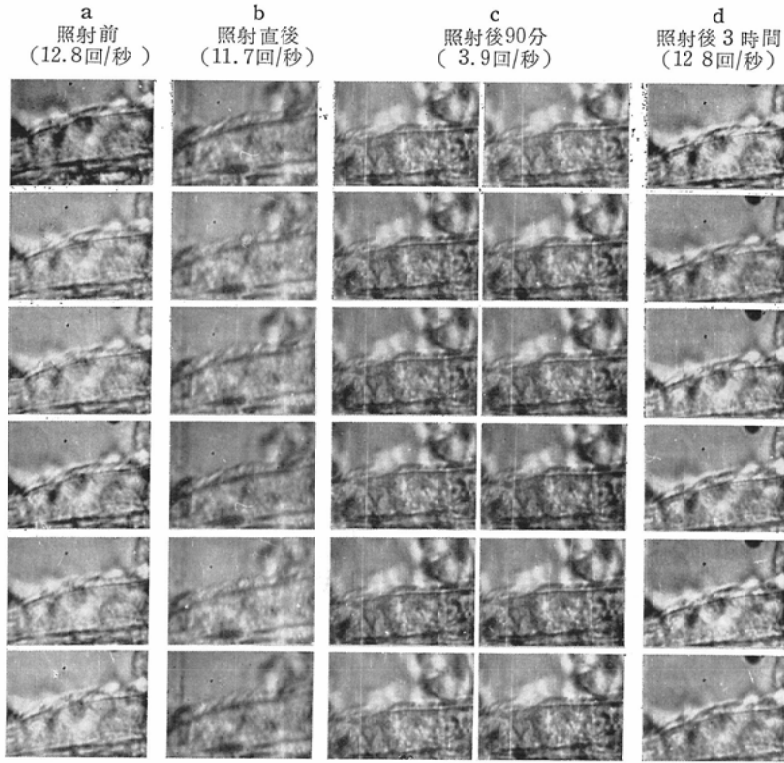 a
照射前
(12.8回/秒)
b
照射直後
(11.7回/秒)
c
照射後90分
( 3.9回/秒)
d
照射後3時間
(12 8回/秒)